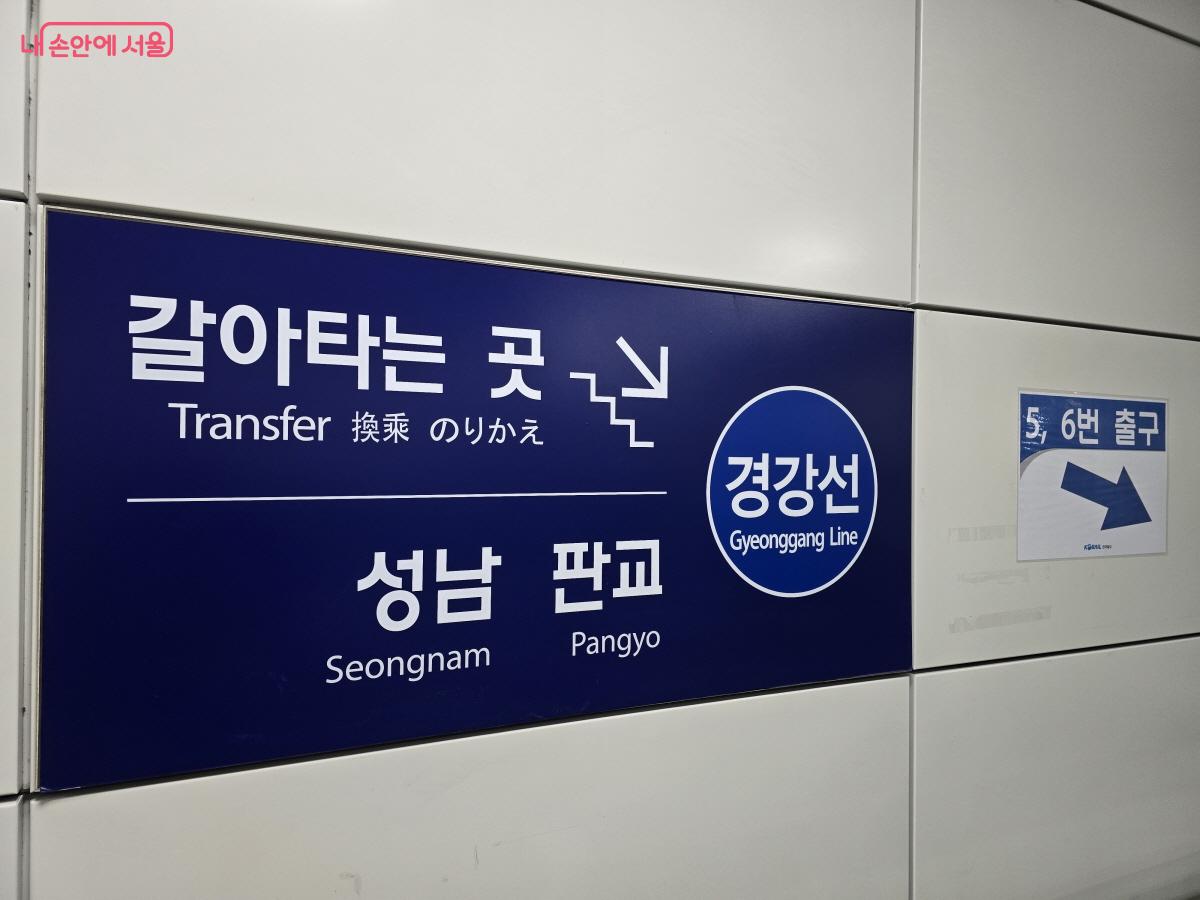 내 손안에 서울
갈아타는 곳
Transfer 換乘 のりかえ
성남 판교
Seongnam Pangyo
경강선
Gyeonggang Line
5, 6번 출구
KORAIL